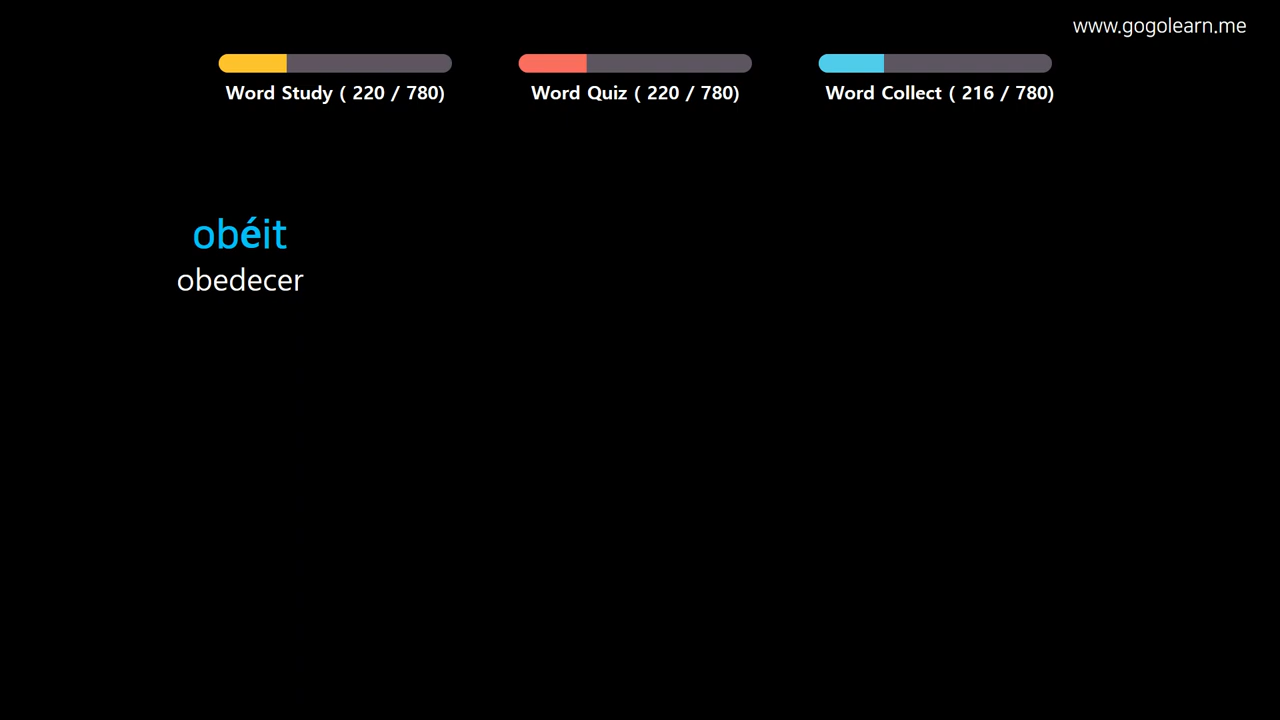 www.gogolearn.me
Word Study ( 220 / 780)
Word Quiz ( 220 / 780)
Word Collect ( 216 / 780)
obéit
obedecer